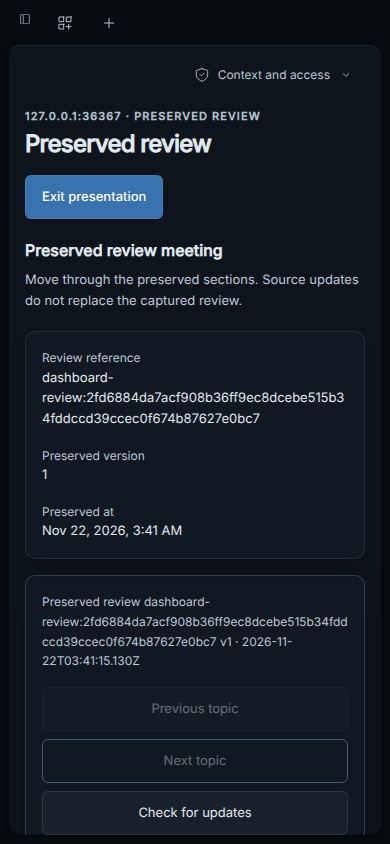 Context and access
127.0.0.1:36367 · PRESERVED REVIEW
Preserved review
Exit presentation
Preserved review meeting
Move through the preserved sections. Source updates
do not replace the captured review.
Review reference
dashboard-
review:2fd6884da7acf908b36ff9ec8dcebe515b3
4fddccd39ccec0f674b87627e0bc7
Preserved version
1
Preserved at
Nov 22, 2026, 3:41 AM
Preserved review dashboard-
review:2fd6884da7acf908b36ff9ec8dcebe515b34fdd
ccd39ccec0f674b87627e0bc7 v1 · 2026-11-
22T03:41:15.130Z
Previous topic
Next topic
Check for updates